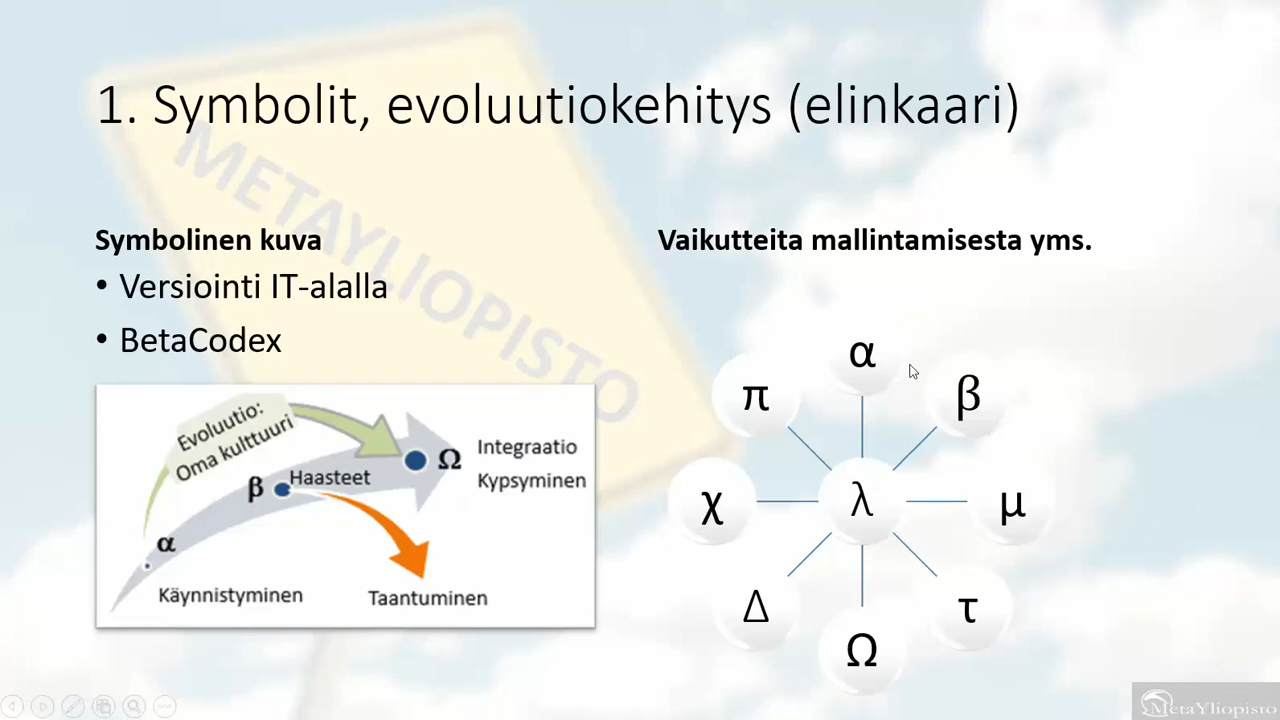 1. Symbolit, evoluutiokehitys (elinkaari)
METAYLIOPISTO
Symbolinen kuva
• Versiointi IT-alalla
• BetaCodex
Evoluutio:
Oma kulttuuri
β Haasteet
Ω
Integraatio
Kypsyminen
α
Käynnistyminen
Taantuminen
Vaikutteita mallintamisesta yms.
α
π
β
χ
λ
μ
Δ
τ
Ω
MetaYliopisto